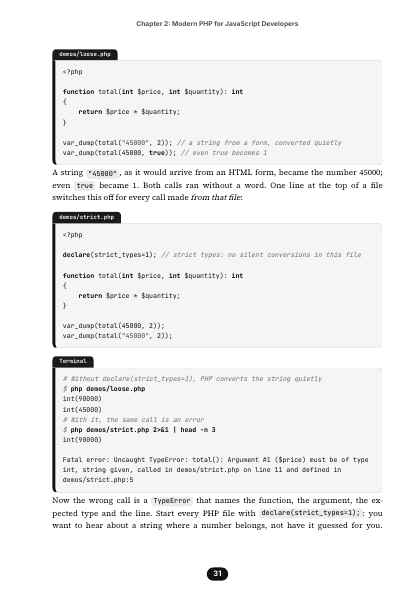 Chapter 2: Modern PHP for JavaScript Developers
demos/loose.php
<?php
function total(int $price, int $quantity): int
{
    return $price * $quantity;
}
var_dump(total("45000", 2)); // a string from a form, converted quietly
var_dump(total(45000, true)); // even true becomes 1
A string "45000", as it would arrive from an HTML form, became the number 45000;
even true became 1. Both calls ran without a word. One line at the top of a file
switches this off for every call made from that file:
demos/strict.php
<?php
declare(strict_types=1); // strict types: no silent conversions in this file
function total(int $price, int $quantity): int
{
    return $price * $quantity;
}
var_dump(total(45000, 2));
var_dump(total("45000", 2));
Terminal
# Without declare(strict_types=1), PHP converts the string quietly
$ php demos/loose.php
int(90000)
int(45000)
# With it, the same call is an error
$ php demos/strict.php 2>&1 | head -n 3
int(90000)
Fatal error: Uncaught TypeError: total(): Argument #1 ($price) must be of type
int, string given, called in demos/strict.php on line 11 and defined in
demos/strict.php:5
Now the wrong call is a TypeError that names the function, the argument, the ex-
pected type and the line. Start every PHP file with declare(strict_types=1);: you
want to hear about a string where a number belongs, not have it guessed for you.
31